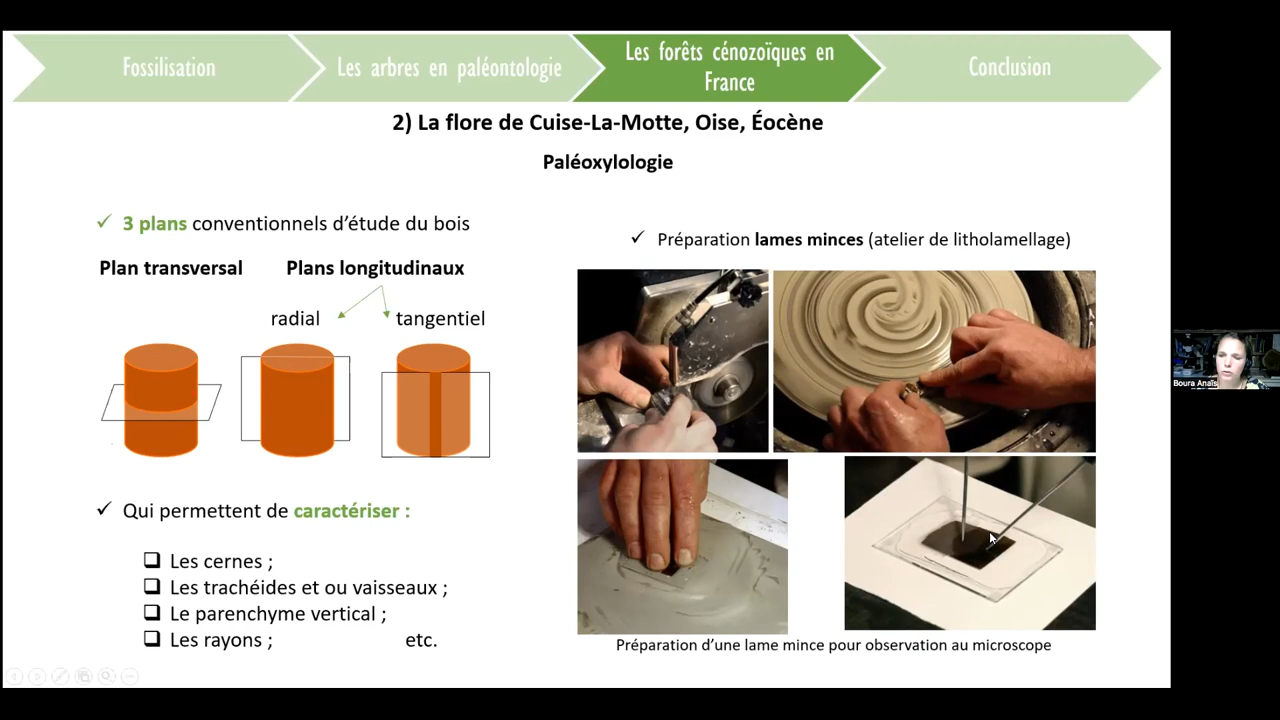 Fossilisation
Les arbres en paléontologie
Les forêts cénozoïques en
France
Conclusion
2) La flore de Cuise-La-Motte, Oise, Éocène
Paléoxylologie
✓ 3 plans conventionnels d'étude du bois
Plan transversal
Plans longitudinaux
radial
tangentiel
✓ Qui permettent de caractériser :
❑ Les cernes ;
❑ Les trachéides et ou vaisseaux ;
❑ Le parenchyme vertical ;
❑ Les rayons ; etc.
✓ Préparation lames minces (atelier de litholamellage)
Préparation d'une lame mince pour observation au microscope
Boura Anaïs